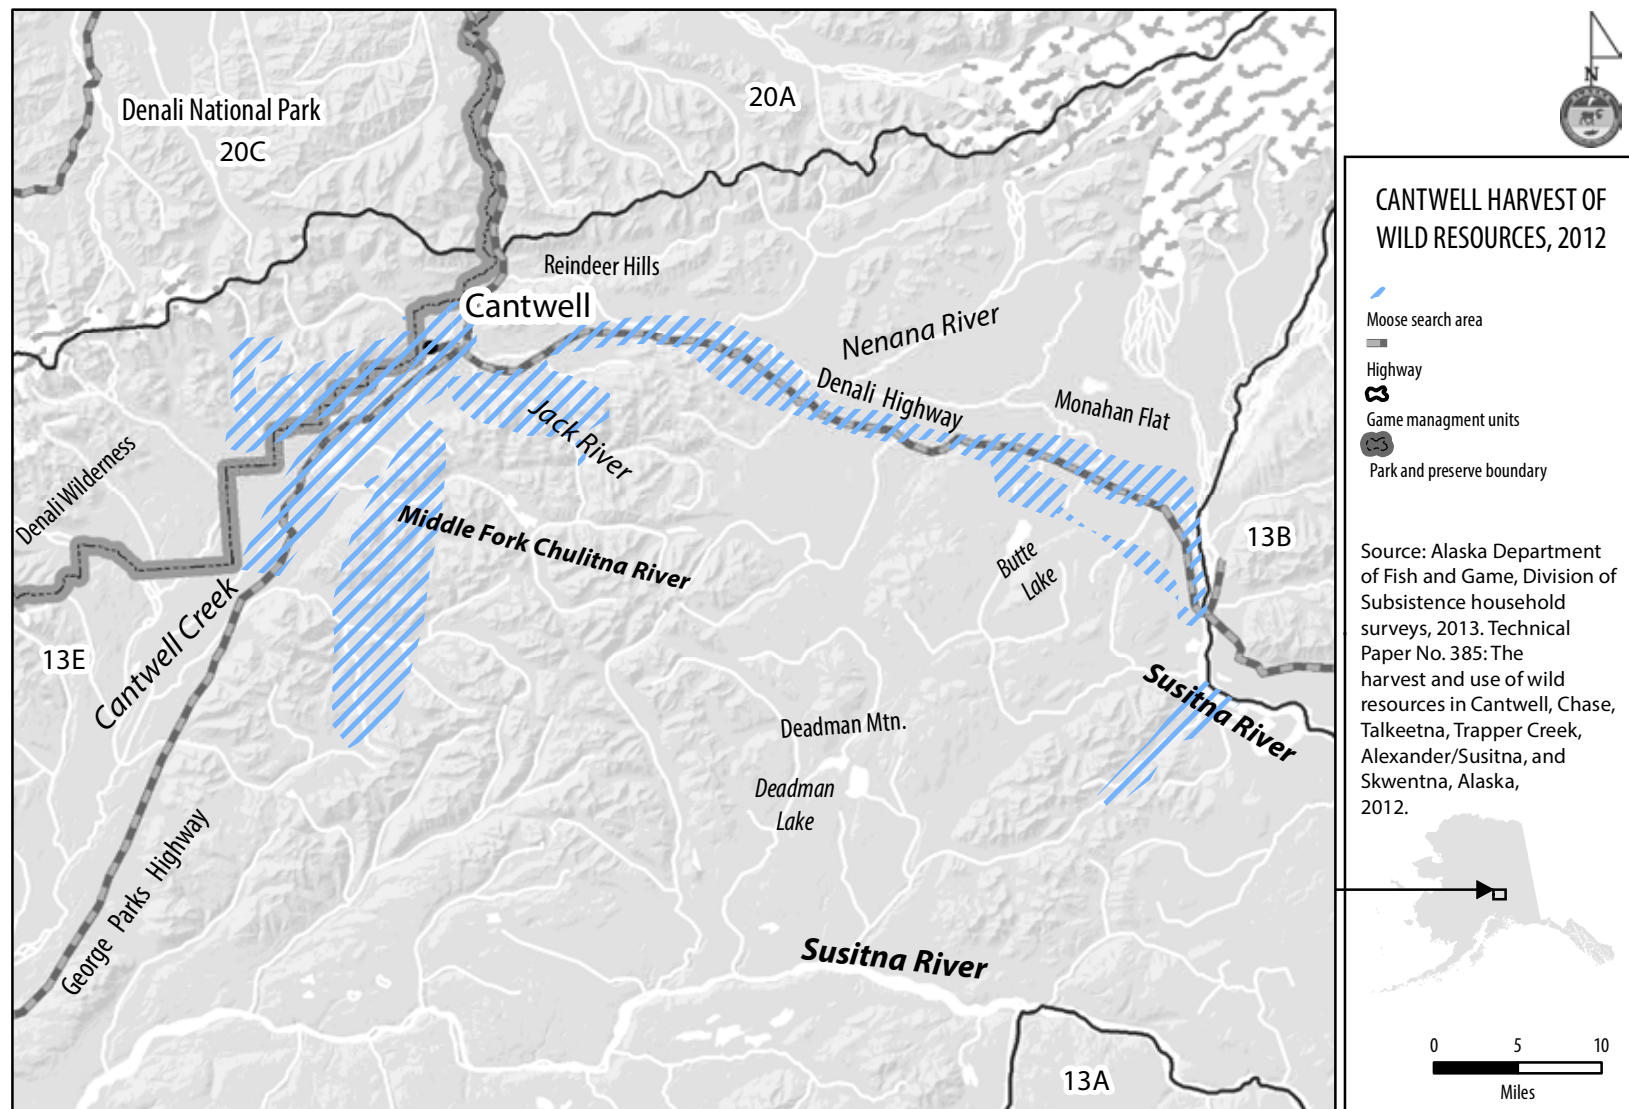 Denali National Park
20C
20A
Reindeer Hills
Cantwell
Nenana River
Denali Highway
Monahan Flat
Jack River
Denali Wilderness
Middle Fork Chulitna River
Butte
Lake
13B
13E
Cantwell Creek
Susitna River
Deadman Mtn.
Deadman
Lake
George Parks Highway
Susitna River
13A
N
ALASKA
CANTWELL HARVEST OF
WILD RESOURCES, 2012
Moose search area
Highway
Game managment units
Park and preserve boundary
Source: Alaska Department
of Fish and Game, Division of
Subsistence household
surveys, 2013. Technical
Paper No. 385: The
harvest and use of wild
resources in Cantwell, Chase,
Talkeetna, Trapper Creek,
Alexander/Susitna, and
Skwentna, Alaska,
2012.
0 5 10
Miles